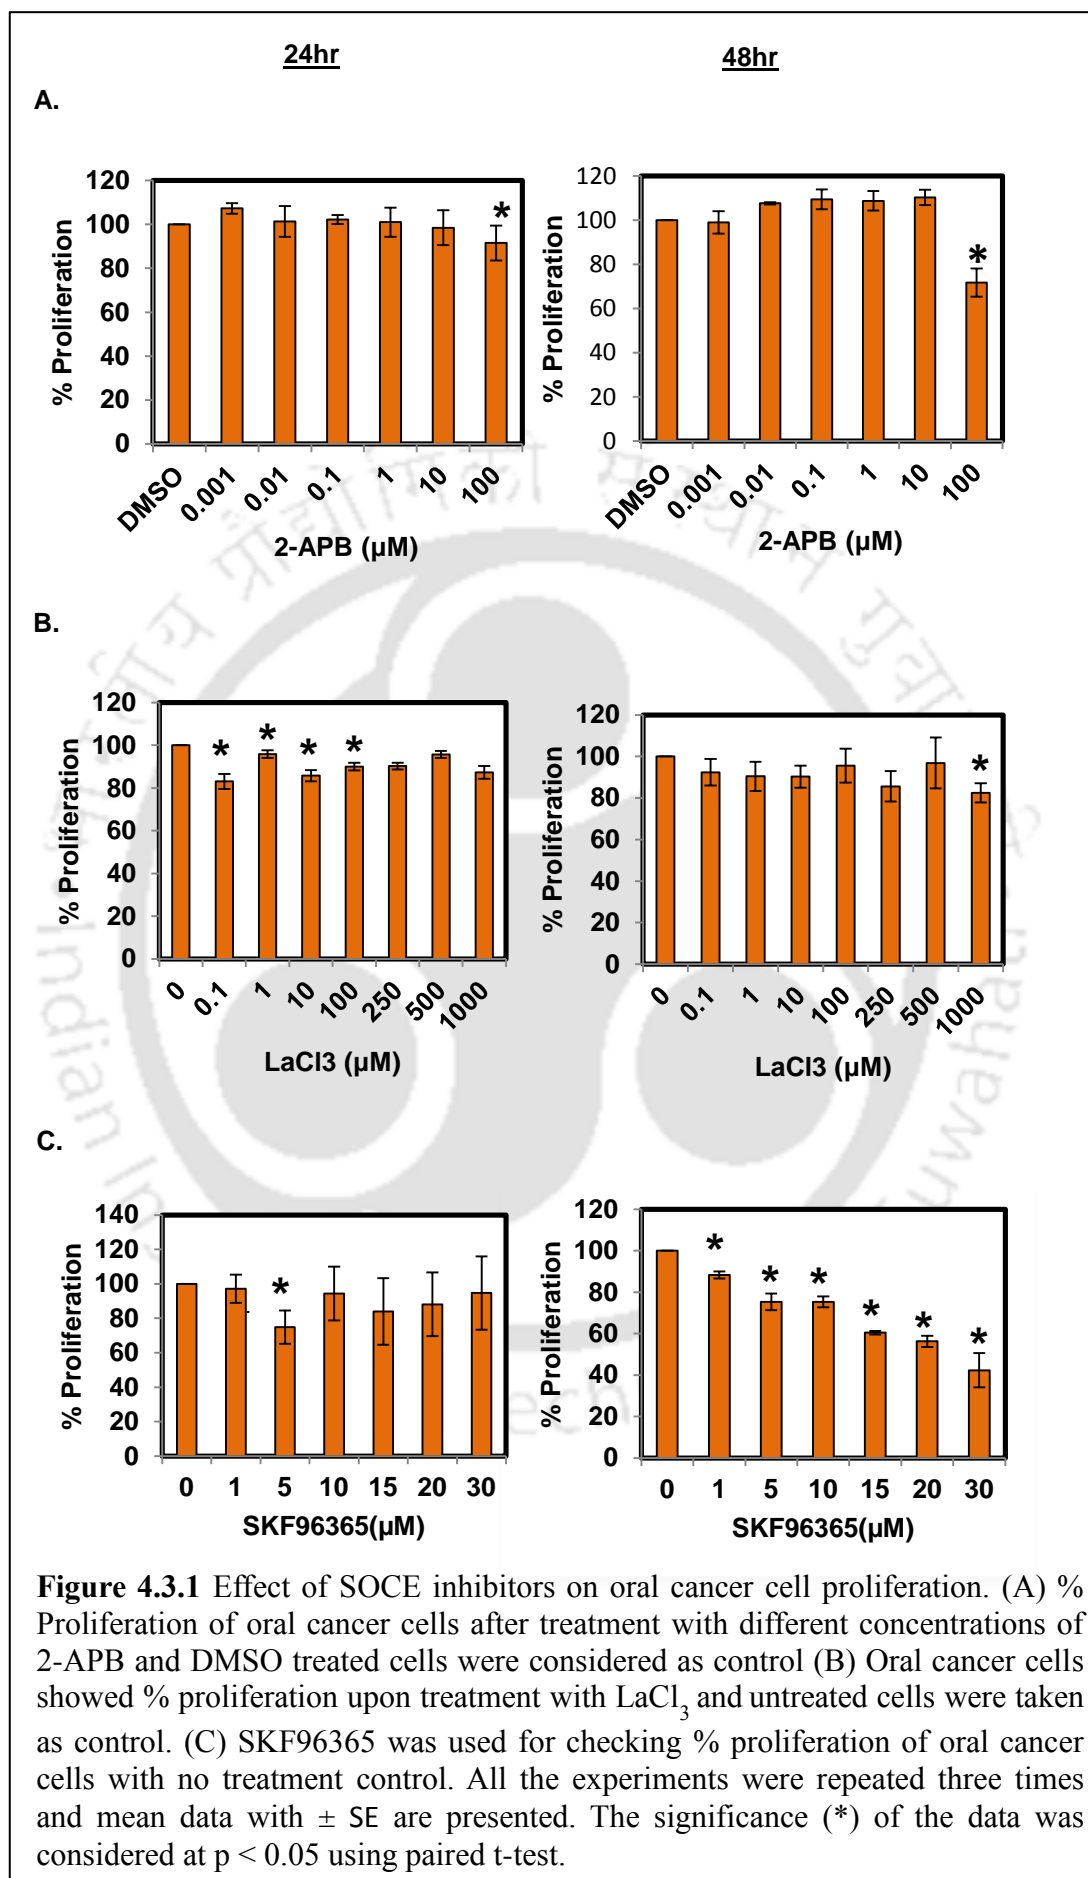 24hr 48hr
A.
120
100
80
60
40
20
0
% Proliferation
*
DMSO 0.001 0.01 0.1 1 10 100
2-APB (µM)
120
100
80
60
40
20
0
% Proliferation
*
DMSO 0.001 0.01 0.1 1 10 100
2-APB (µM)
B.
120
100
80
60
40
20
0
% Proliferation
* * * *
0 0.1 1 10 100 250 500 1000
LaCl3 (µM)
120
100
80
60
40
20
0
% Proliferation
*
0 0.1 1 10 100 250 500 1000
LaCl3 (µM)
C.
140
120
100
80
60
40
20
0
% Proliferation
*
0 1 5 10 15 20 30
SKF96365(µM)
120
100
80
60
40
20
0
% Proliferation
* * * * * *
0 1 5 10 15 20 30
SKF96365(µM)
Figure 4.3.1 Effect of SOCE inhibitors on oral cancer cell proliferation. (A) %
Proliferation of oral cancer cells after treatment with different concentrations of
2-APB and DMSO treated cells were considered as control (B) Oral cancer cells
showed % proliferation upon treatment with LaCl3 and untreated cells were taken
as control. (C) SKF96365 was used for checking % proliferation of oral cancer
cells with no treatment control. All the experiments were repeated three times
and mean data with ± SE are presented. The significance (*) of the data was
considered at p < 0.05 using paired t-test.